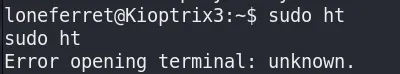 loneferret@Kioptrix3:~$ sudo ht
sudo ht
Error opening terminal: unknown.